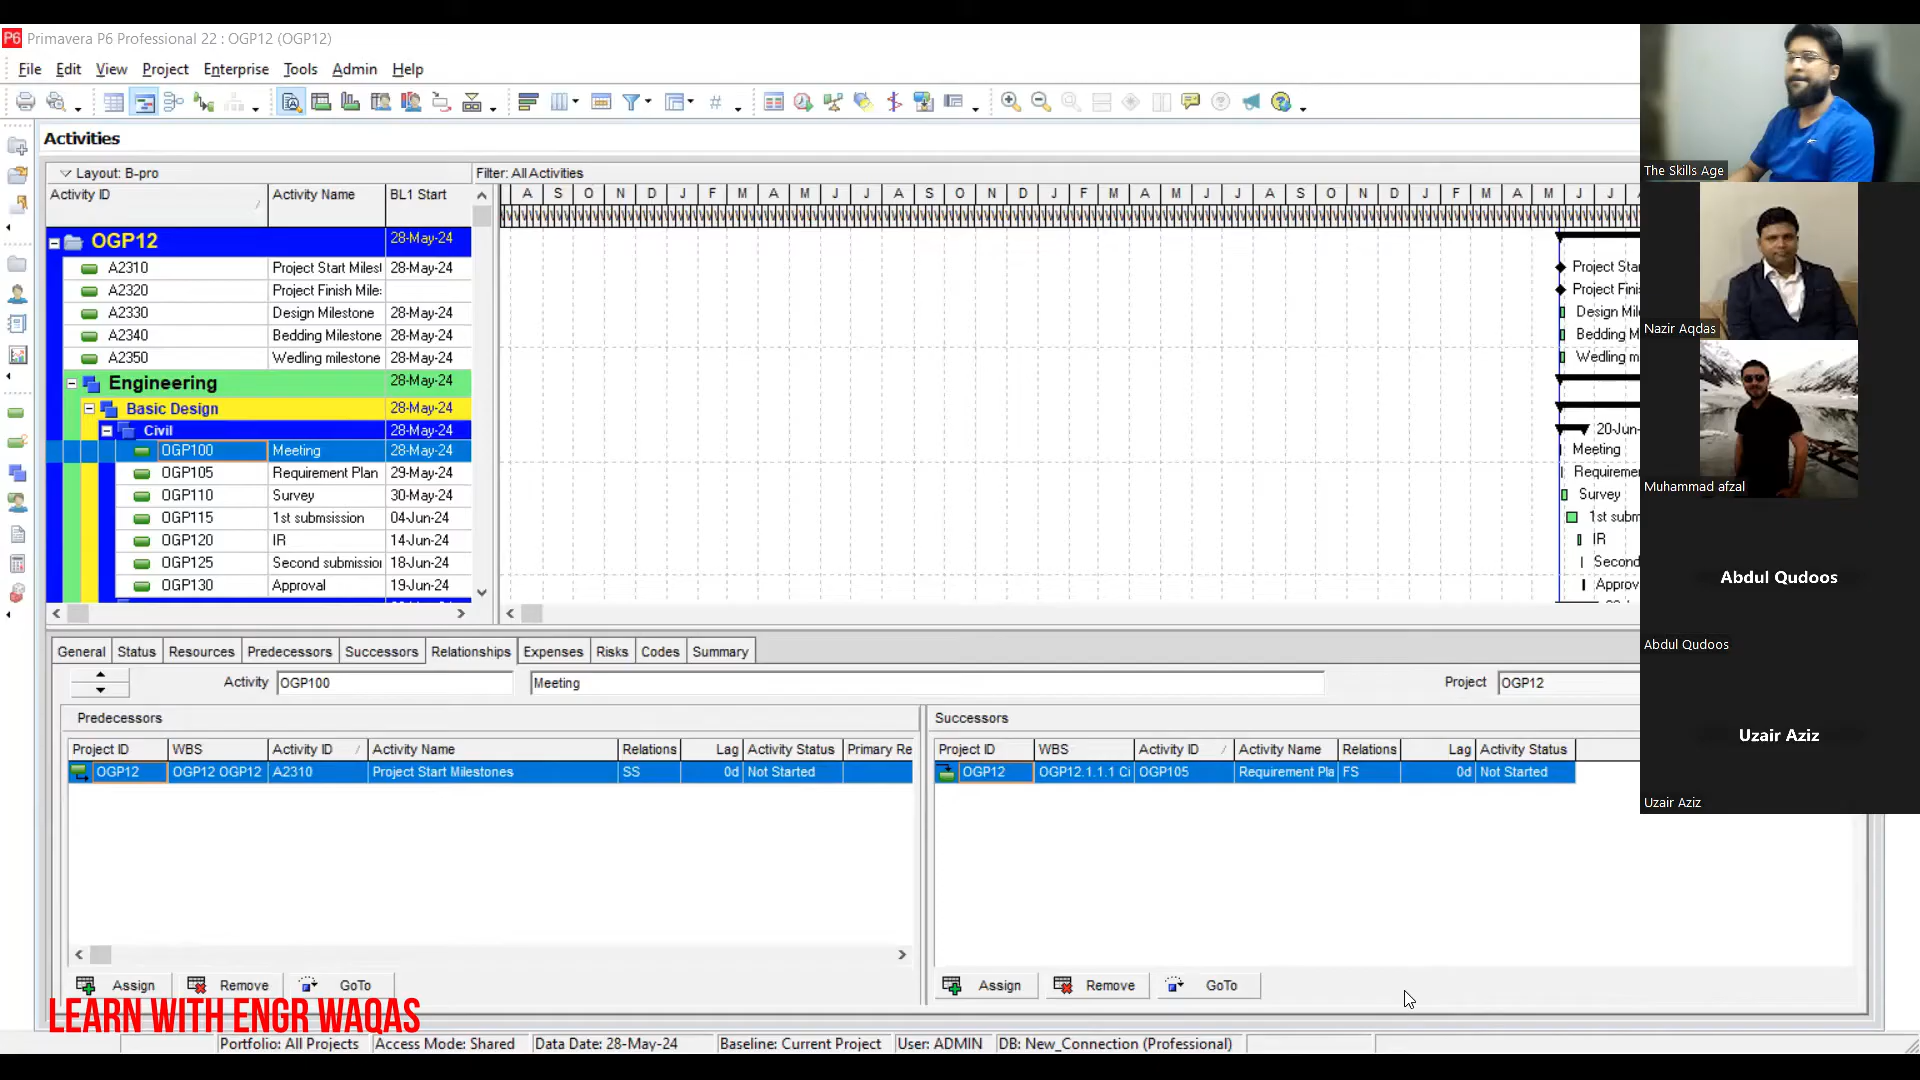 Primavera P6 Professional 22 : OGP12 (OGP12)
File Edit View Project Enterprise Tools Admin Help
Activities
Layout: B-pro Filter: All Activities
Activity ID Activity Name BL1 Start A S O N D J F M A M J J A S O N D J F M A M J J A S O N D J F M A M J J
OGP12 28-May-24
A2310 Project Start Milest 28-May-24 Project Star
A2320 Project Finish Mile: Project Fini
A2330 Design Milestone 28-May-24 Design Mil
A2340 Bedding Milestone 28-May-24 Bedding M
A2350 Wedling milestone 28-May-24 Wedling m
Engineering 28-May-24
Basic Design 28-May-24
Civil 28-May-24 20-Jun-
OGP100 Meeting 28-May-24 Meeting
OGP105 Requirement Plan 29-May-24 Requireme
OGP110 Survey 30-May-24 Survey
OGP115 1st submsission 04-Jun-24 1st subm
OGP120 IR 14-Jun-24 IR
OGP125 Second submissio 18-Jun-24 Second
OGP130 Approval 19-Jun-24 Approv
General Status Resources Predecessors Successors Relationships Expenses Risks Codes Summary
Activity OGP100 Meeting Project OGP12
Predecessors
Project ID WBS Activity ID Activity Name Relations Lag Activity Status Primary Re
OGP12 OGP12 OGP12 A2310 Project Start Milestones SS 0d Not Started
Assign Remove GoTo
Successors
Project ID WBS Activity ID Activity Name Relations Lag Activity Status
OGP12 OGP12.1.1.1 Ci OGP105 Requirement Pla FS 0d Not Started
Assign Remove GoTo
LEARN WITH ENGR WAQAS
Portfolio: All Projects Access Mode: Shared Data Date: 28-May-24 Baseline: Current Project User: ADMIN DB: New_Connection (Professional)
The Skills Age
Nazir Aqdas
Muhammad afzal
Abdul Qudoos
Abdul Qudoos
Uzair Aziz
Uzair Aziz